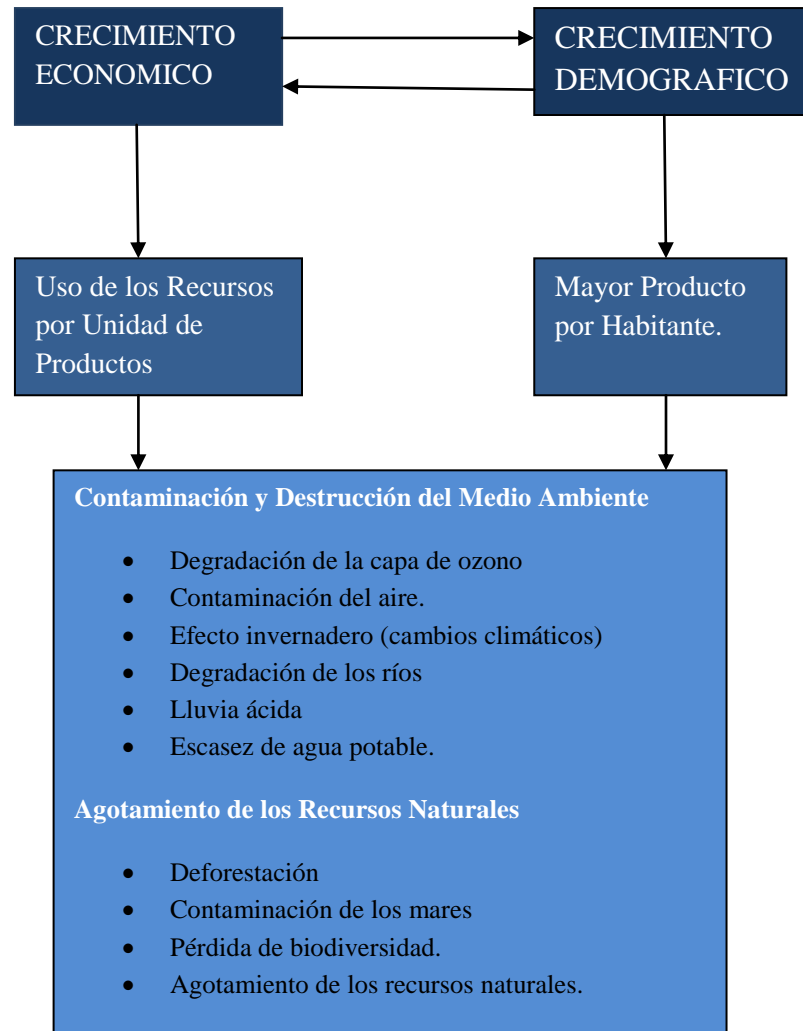 CRECIMIENTO
ECONOMICO
CRECIMIENTO
DEMOGRAFICO
Uso de los Recursos
por Unidad de
Productos
Mayor Producto
por Habitante.
Contaminación y Destrucción del Medio Ambiente
• Degradación de la capa de ozono
• Contaminación del aire.
• Efecto invernadero (cambios climáticos)
• Degradación de los ríos
• Lluvia ácida
• Escasez de agua potable.
Agotamiento de los Recursos Naturales
• Deforestación
• Contaminación de los mares
• Pérdida de biodiversidad.
• Agotamiento de los recursos naturales.